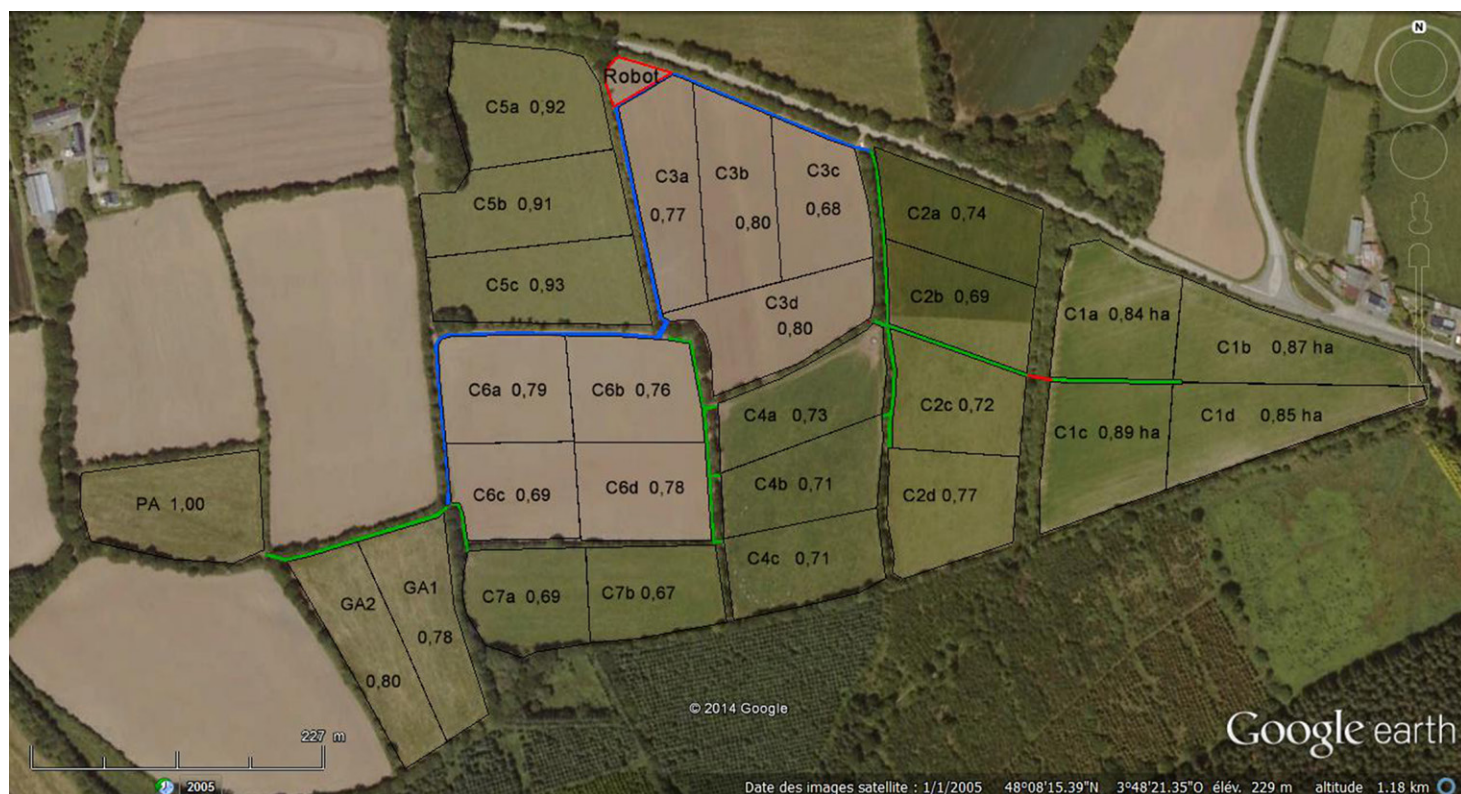 N
Robot
C5a 0,92
C3a
C3b
C3c
0,77
0,80
0,68
C5b 0,91
C2a 0,74
C5c 0,93
C2b 0,69
C3d
0,80
C1a 0,84 ha
C1b 0,87 ha
C6a 0,79
C6b 0,76
C4a 0,73
C2c 0,72
C1c 0,89 ha
C1d 0,85 ha
PA 1,00
C6c 0,69
C6d 0,78
C4b 0,71
C2d 0,77
C4c 0,71
GA2
GA1
C7a 0,69
C7b 0,67
0,78
0,80
© 2014 Google
227 m
Google earth
2005
Date des images satellite : 1/1/2005 48°08'15.39"N 3°48'21.35"O élév. 229 m altitude 1.18 km